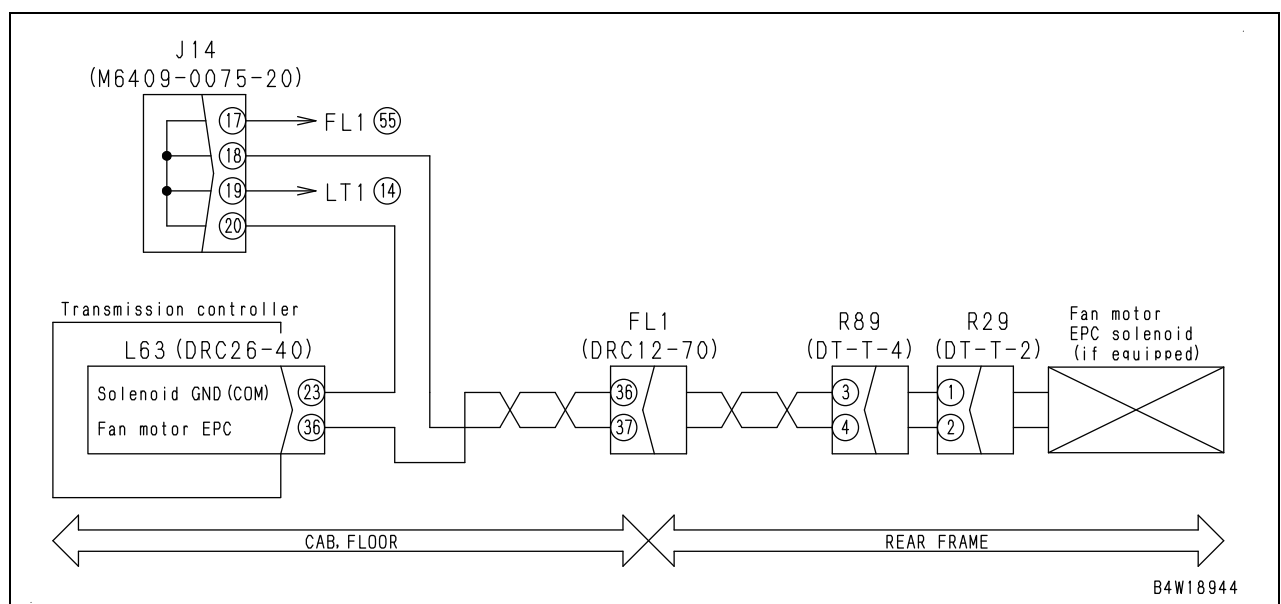 J14
(M6409-0075-20)
17 FL1 55
18
19 LT1 14
20
Transmission controller
L63 (DRC26-40)
Solenoid GND (COM) 23
Fan motor EPC 36
FL1
(DRC12-70)
36
37
R89
(DT-T-4)
3
4
R29
(DT-T-2)
1
2
Fan motor
EPC solenoid
(if equipped)
CAB, FLOOR
REAR FRAME
B4W18944